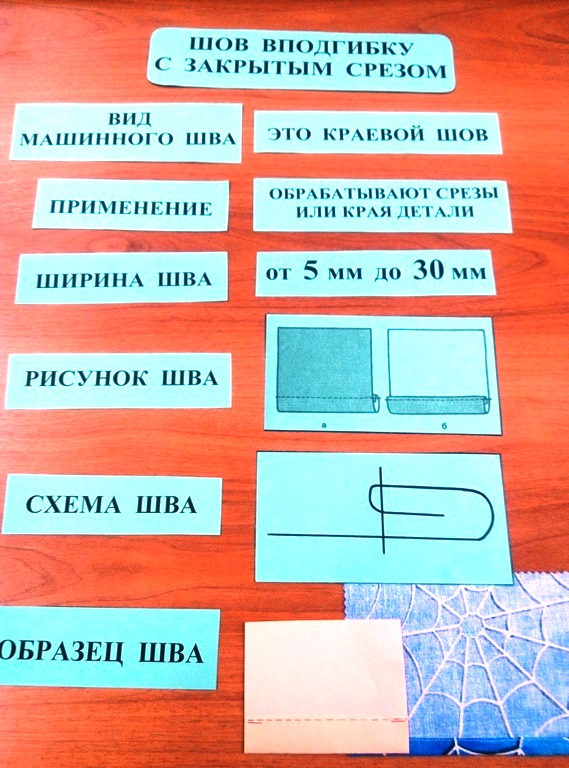 ШОВ ВПОДГИБКУ
С ЗАКРЫТЫМ СРЕЗОМ
ВИД
МАШИННОГО ШВА
ЭТО КРАЕВОЙ ШОВ
ПРИМЕНЕНИЕ
ОБРАБАТЫВАЮТ СРЕЗЫ
ИЛИ КРАЯ ДЕТАЛИ
ШИРИНА ШВА
от 5 мм до 30 мм
РИСУНОК ШВА
а
б
СХЕМА ШВА
ОБРАЗЕЦ ШВА